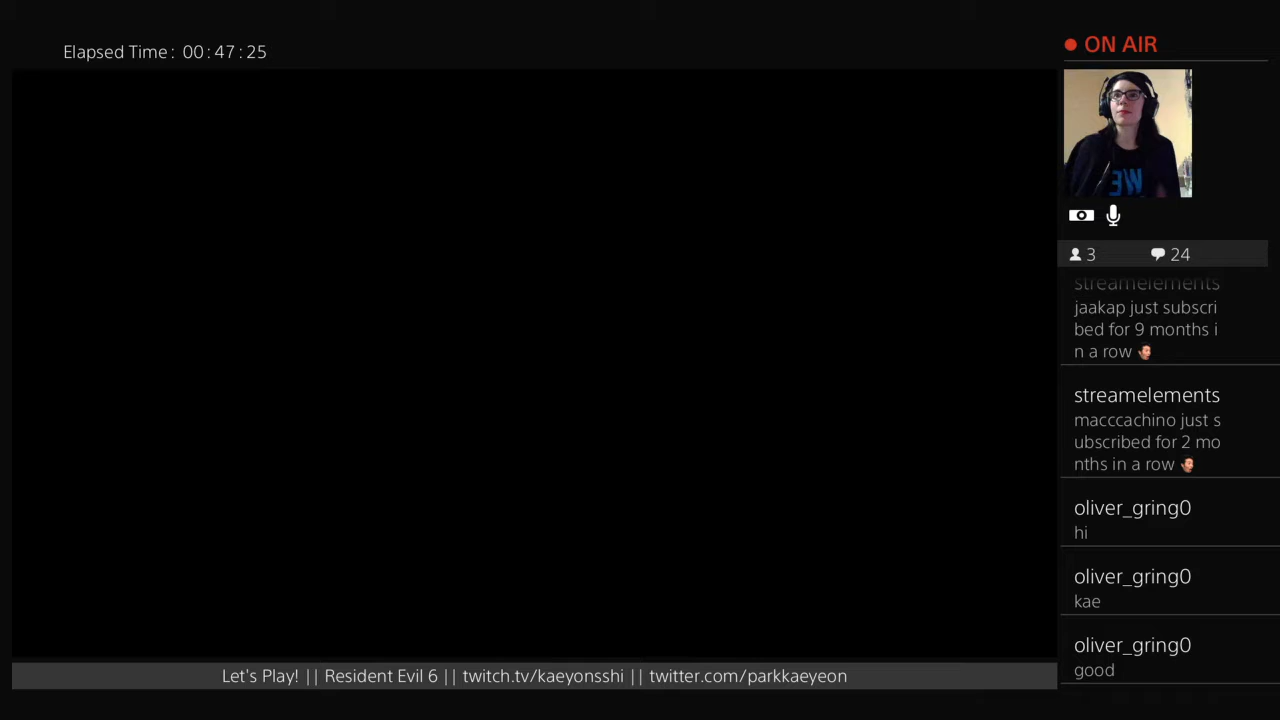 Elapsed Time: 00:47:25
ON AIR
3 24
streamelements
jaakap just subscri
bed for 9 months i
n a row
streamelements
macccachino just s
ubscribed for 2 mo
nths in a row
oliver_gring0
hi
oliver_gring0
kae
oliver_gring0
good
Let's Play! || Resident Evil 6 || twitch.tv/kaeyonsshi || twitter.com/parkkaeyeon